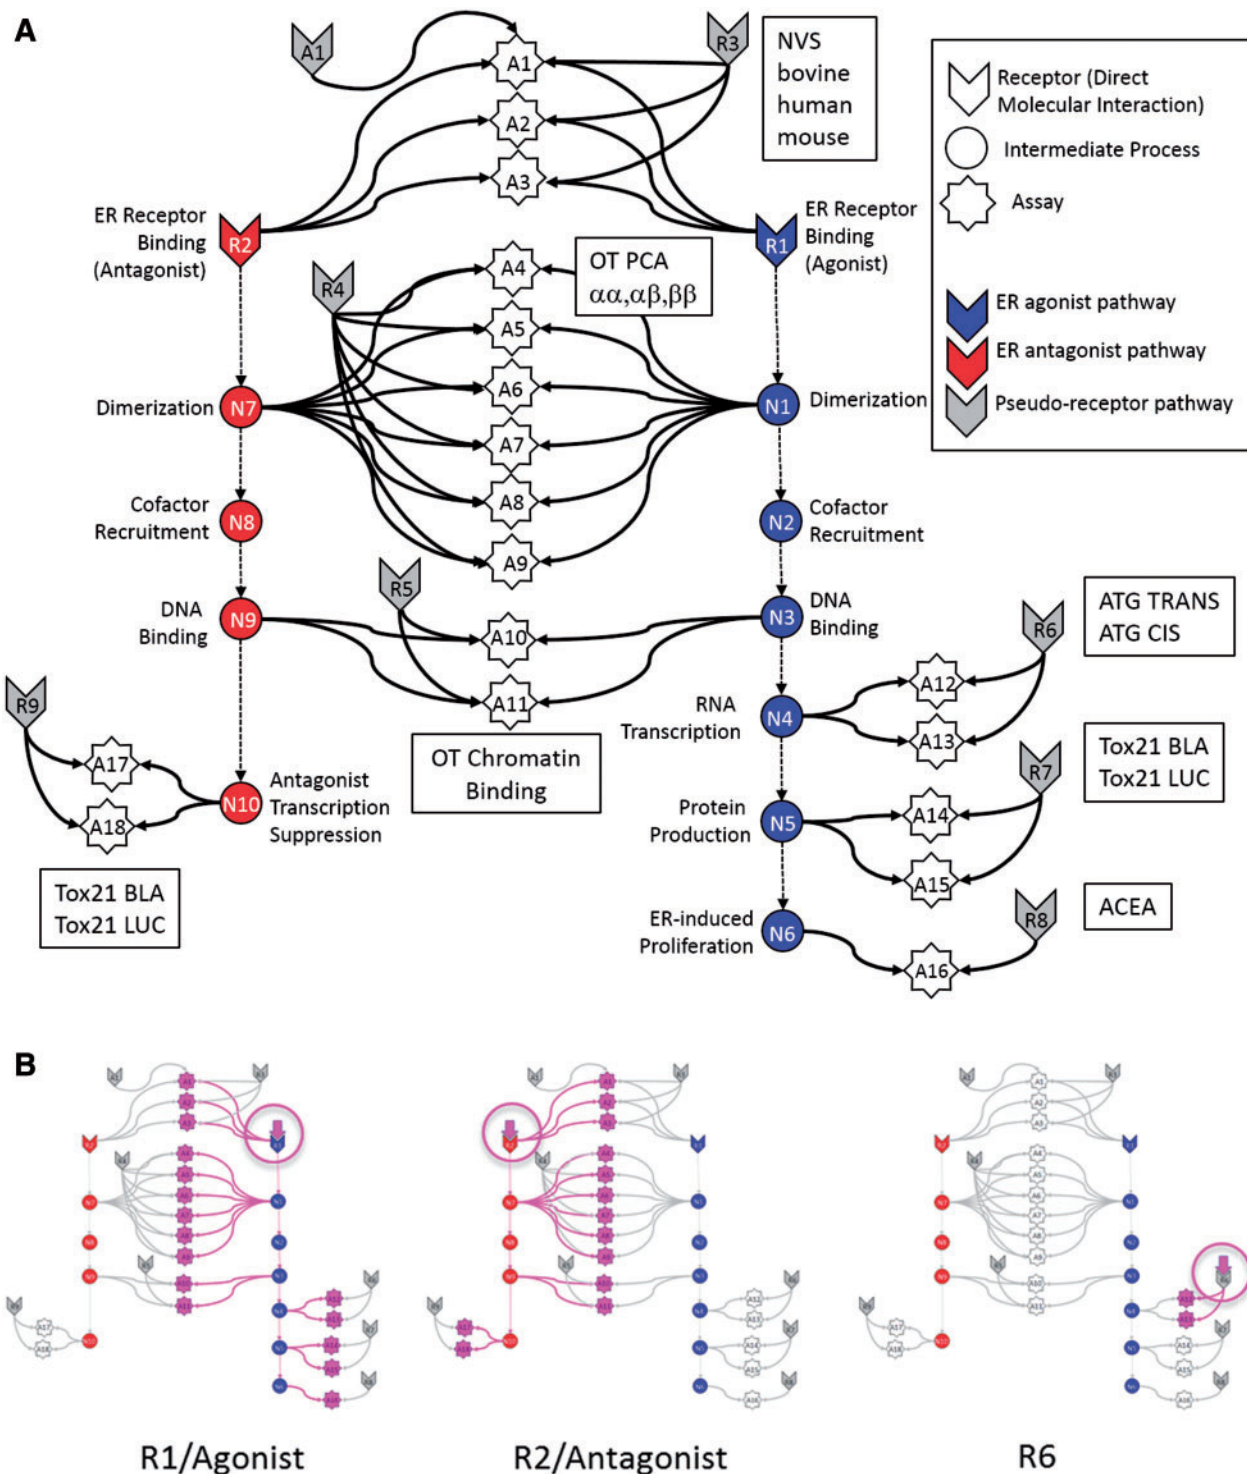 A
A1
R3
A1
A2
A3
NVS
bovine
human
mouse
Receptor (Direct
Molecular Interaction)
Intermediate Process
Assay
ER agonist pathway
ER antagonist pathway
Pseudo-receptor pathway
ER Receptor
Binding
(Antagonist)
R2
R1
ER Receptor
Binding
(Agonist)
R4
A4
A5
A6
A7
A8
A9
OT PCA
αα,αβ,ββ
Dimerization
N7
N1
Dimerization
Cofactor
Recruitment
N8
N2
Cofactor
Recruitment
R5
DNA
Binding
N9
A10
A11
N3
DNA
Binding
OT Chromatin
Binding
R6
ATG TRANS
ATG CIS
RNA
Transcription
N4
A12
A13
R9
A17
A18
N10
Antagonist
Transcription
Suppression
Tox21 BLA
Tox21 LUC
R7
Tox21 BLA
Tox21 LUC
Protein
Production
N5
A14
A15
R8
ACEA
ER-induced
Proliferation
N6
A16
B
R1/Agonist
R2/Antagonist
R6